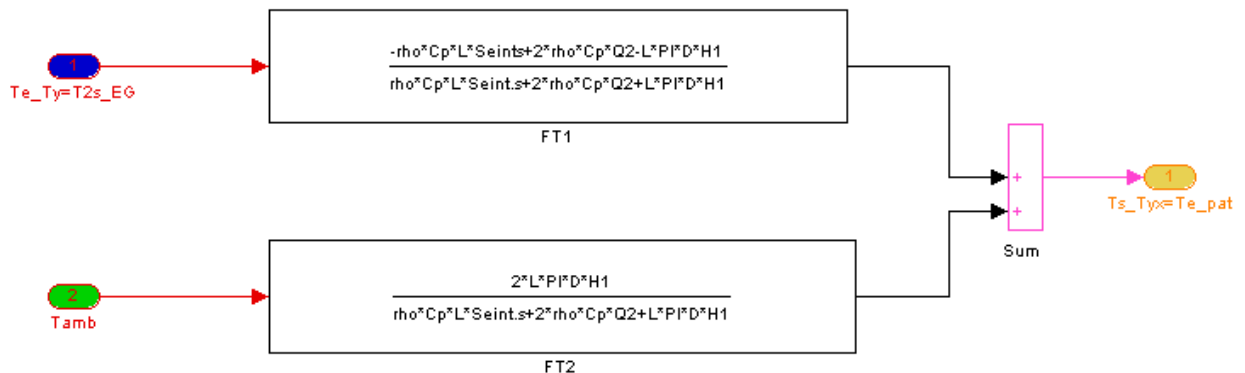 -rho*Cp*L*Seints+2*rho*Cp*Q2-L*PI*D*H1
rho*Cp*L*Seint.s+2*rho*Cp*Q2+L*PI*D*H1
1
Te_Ty=T2s_EG
FT1
+
+
1
Ts_Tyx=Te_pat
Sum
2*L*PI*D*H1
rho*Cp*L*Seint.s+2*rho*Cp*Q2+L*PI*D*H1
2
Tamb
FT2